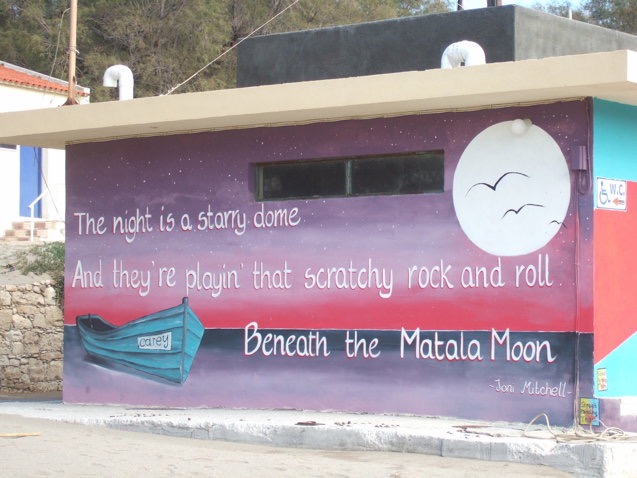 The night is a starry dome
And they're playin' that scratchy rock and roll
Beneath the Matala Moon
- Joni Mitchell -
carey
W.C.